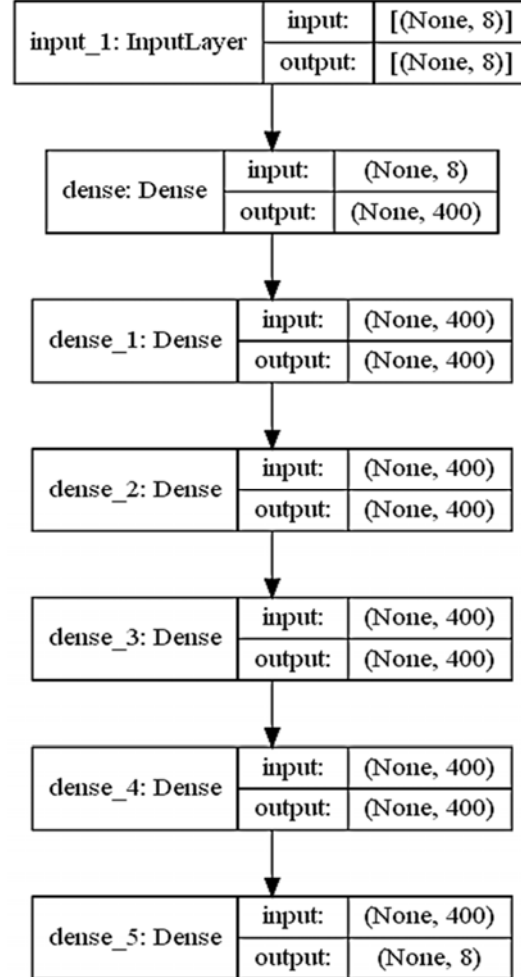 input_1: InputLayer
input: [(None, 8)]
output: [(None, 8)]
dense: Dense
input: (None, 8)
output: (None, 400)
dense_1: Dense
input: (None, 400)
output: (None, 400)
dense_2: Dense
input: (None, 400)
output: (None, 400)
dense_3: Dense
input: (None, 400)
output: (None, 400)
dense_4: Dense
input: (None, 400)
output: (None, 400)
dense_5: Dense
input: (None, 400)
output: (None, 8)